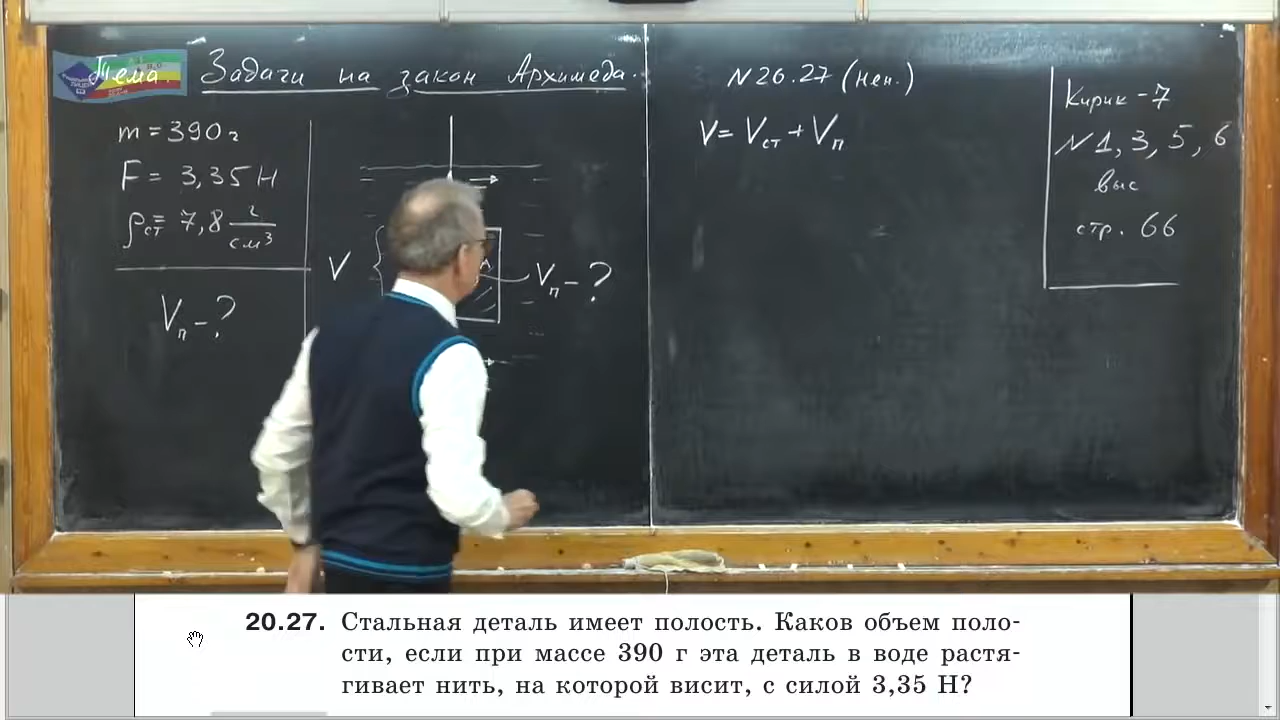 Тема Задачи на закон Архимеда.
m = 390 г
F = 3,35 Н
ρст = 7,8 г/см³
Vп - ?
V
Vп - ?
N 20.27 (Нен.)
V = Vст + Vп
Кирик - 7
N 1, 3, 5, 6
выс
стр. 66
20.27. Стальная деталь имеет полость. Каков объем поло-
сти, если при массе 390 г эта деталь в воде растя-
гивает нить, на которой висит, с силой 3,35 Н?